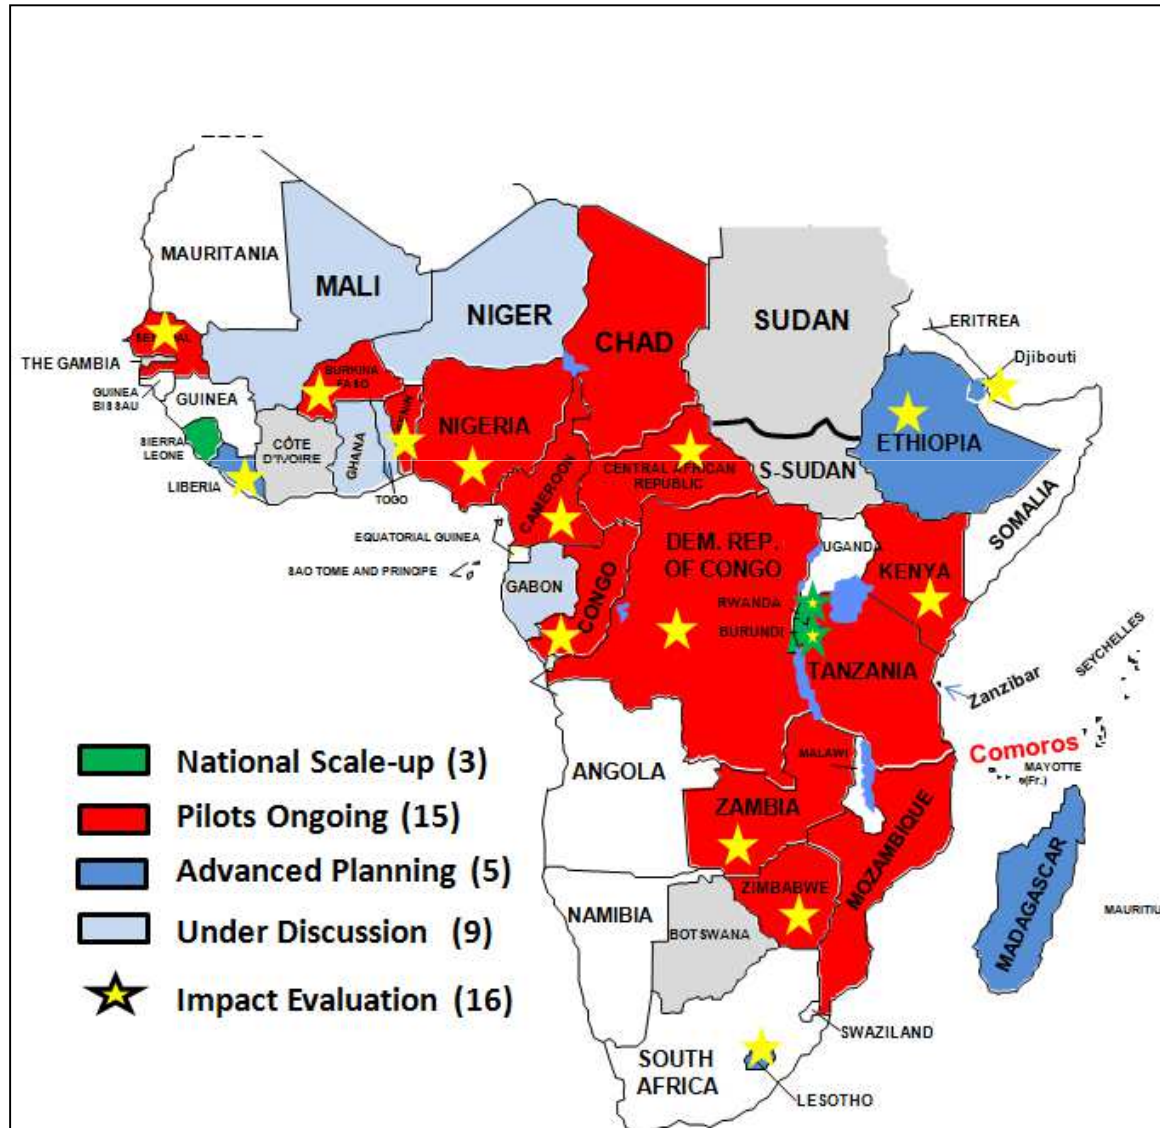 MAURITANIA
MALI
NIGER
CHAD
SUDAN
ERITREA
Djibouti
THE GAMBIA
GUINEA
BISSAU
GUINEA
BURKINA
FASO
NIGERIA
ETHIOPIA
SIERRA
LEONE
CÔTE
D'IVOIRE
GHANA
LIBERIA
TOGO
CAMEROON
CENTRAL AFRICAN
REPUBLIC
S-SUDAN
SOMALIA
EQUATORIAL GUINEA
SAO TOME AND PRINCIPE
GABON
CONGO
DEM. REP.
OF CONGO
UGANDA
KENYA
RWANDA
BURUNDI
TANZANIA
SEYCHELLES
Zanzibar
Comoros
MAYOTTE
(Fr.)
ANGOLA
MALAWI
ZAMBIA
MOZAMBIQUE
ZIMBABWE
NAMIBIA
BOTSWANA
MADAGASCAR
MAURITIU
SWAZILAND
SOUTH
AFRICA
LESOTHO
National Scale-up (3)
Pilots Ongoing (15)
Advanced Planning (5)
Under Discussion (9)
Impact Evaluation (16)